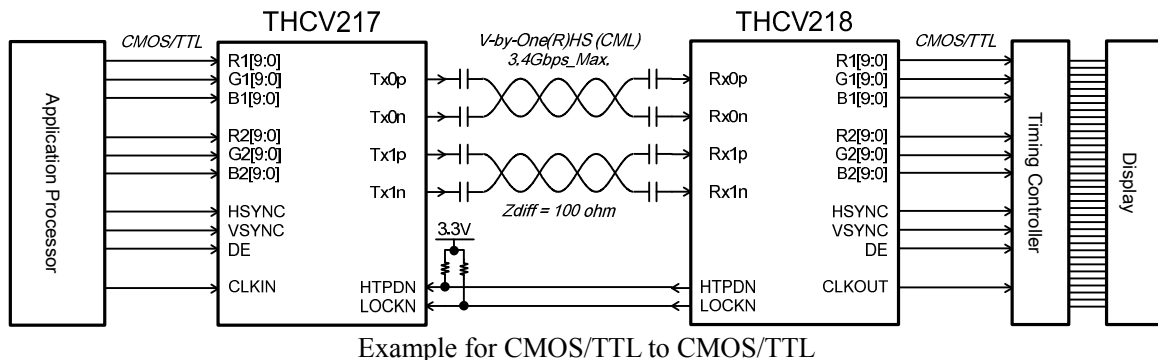 THCV217
THCV218
CMOS/TTL
V-by-One(R)HS (CML)
3.4Gbps_Max.
CMOS/TTL
Application Processor
R1[9:0]
G1[9:0]
B1[9:0]
R2[9:0]
G2[9:0]
B2[9:0]
HSYNC
VSYNC
DE
CLKIN
Tx0p
Tx0n
Tx1p
Tx1n
HTPDN
LOCKN
Zdiff = 100 ohm
3.3V
Rx0p
Rx0n
Rx1p
Rx1n
HTPDN
LOCKN
R1[9:0]
G1[9:0]
B1[9:0]
R2[9:0]
G2[9:0]
B2[9:0]
HSYNC
VSYNC
DE
CLKOUT
Timing Controller
Display
Example for CMOS/TTL to CMOS/TTL